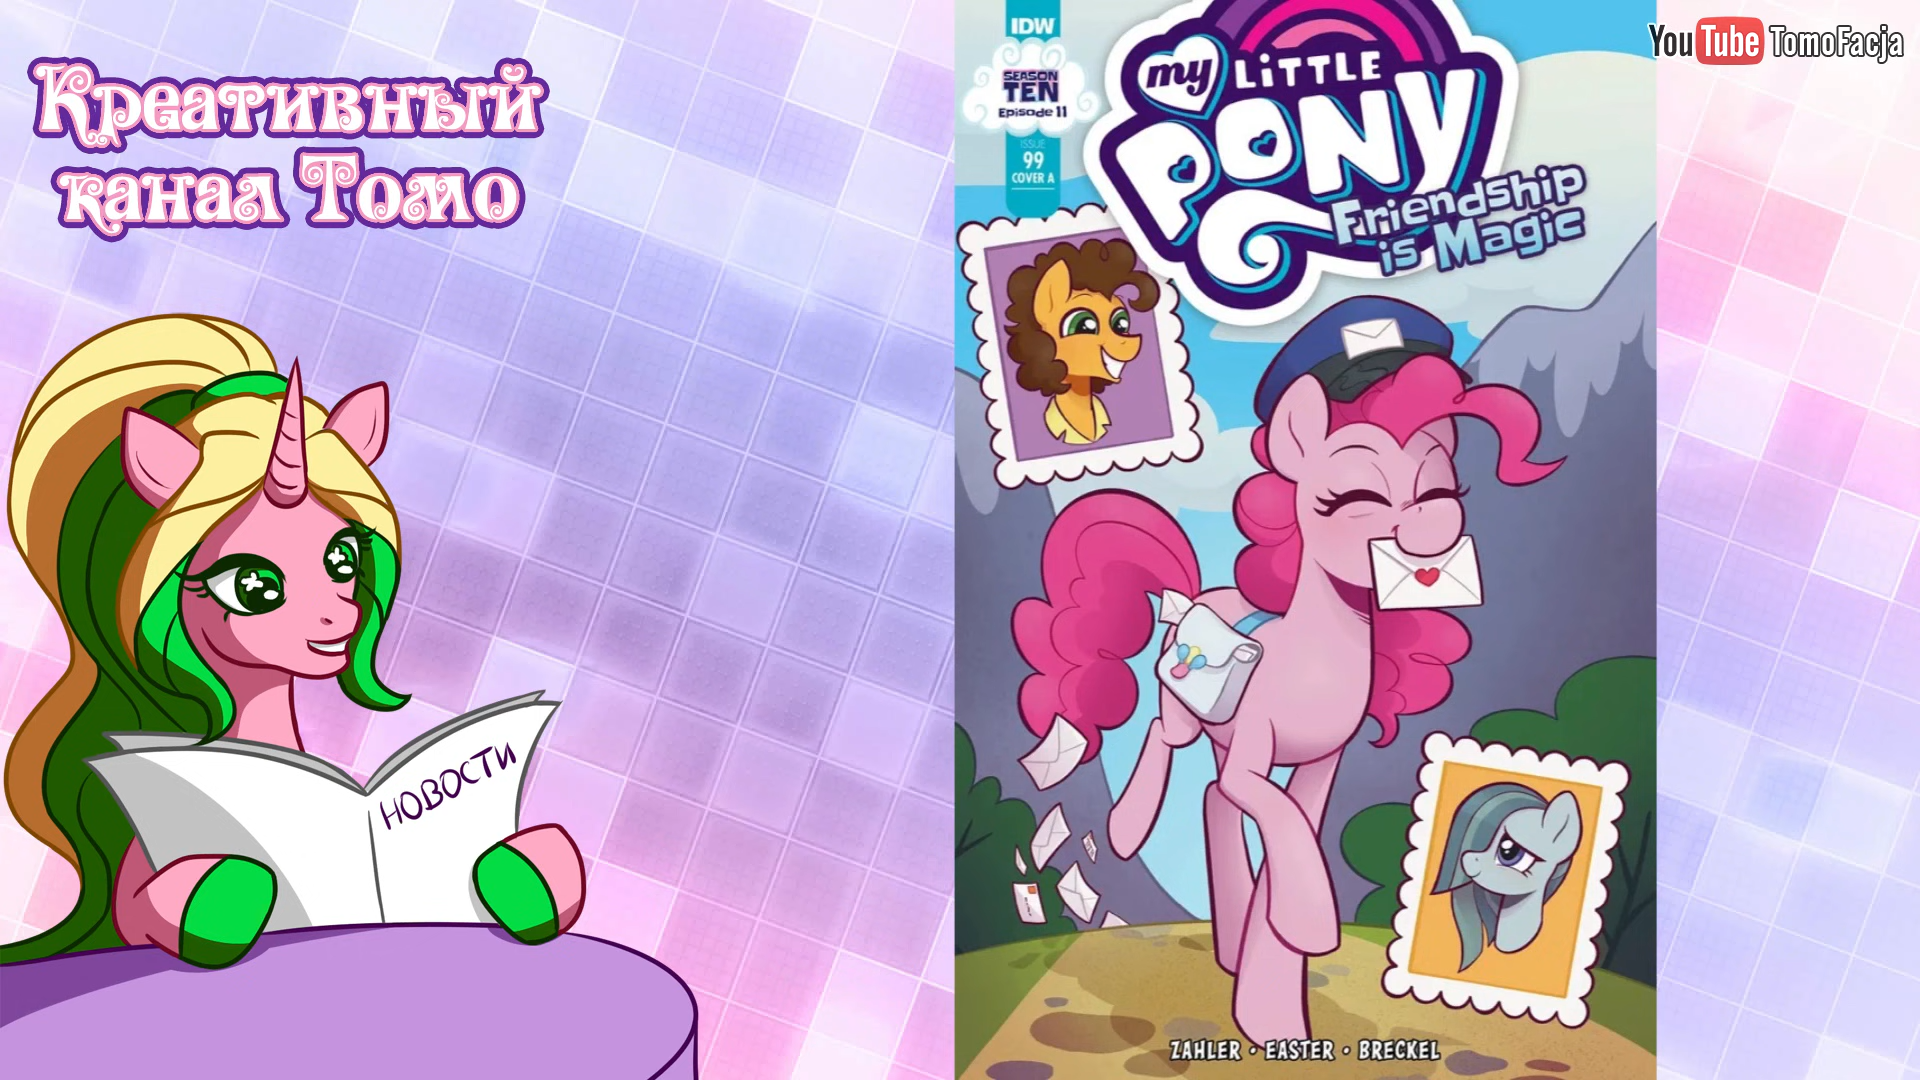 Креативный
канал Томо
НОВОСТИ
IDW
SEASON
TEN
Episode 11
ISSUE
99
COVER A
my LITTLE
PONY
Friendship
is Magic
ZAHLER • EASTER • BRECKEL
YouTube TomoFacja